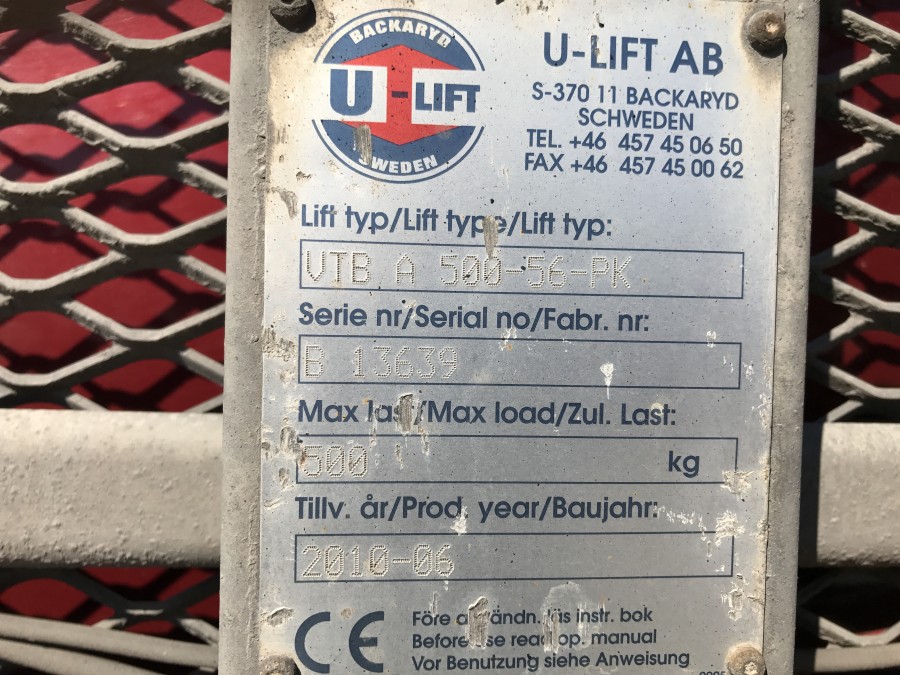 BACKARYD
U-LIFT
SWEDEN
U-LIFT AB
S-370 11 BACKARYD
SCHWEDEN
TEL. +46 457 45 06 50
FAX +46 457 45 00 62
Lift typ/Lift type/Lift typ:
VTB A 500-56-PK
Serie nr/Serial no/Fabr. nr:
B 13639
Max last/Max load/Zul. Last:
500 kg
Tillv. år/Prod. year/Baujahr:
2010-06
CE
Före användn. läs instr. bok
Before use read op. manual
Vor Benutzung siehe Anweisung